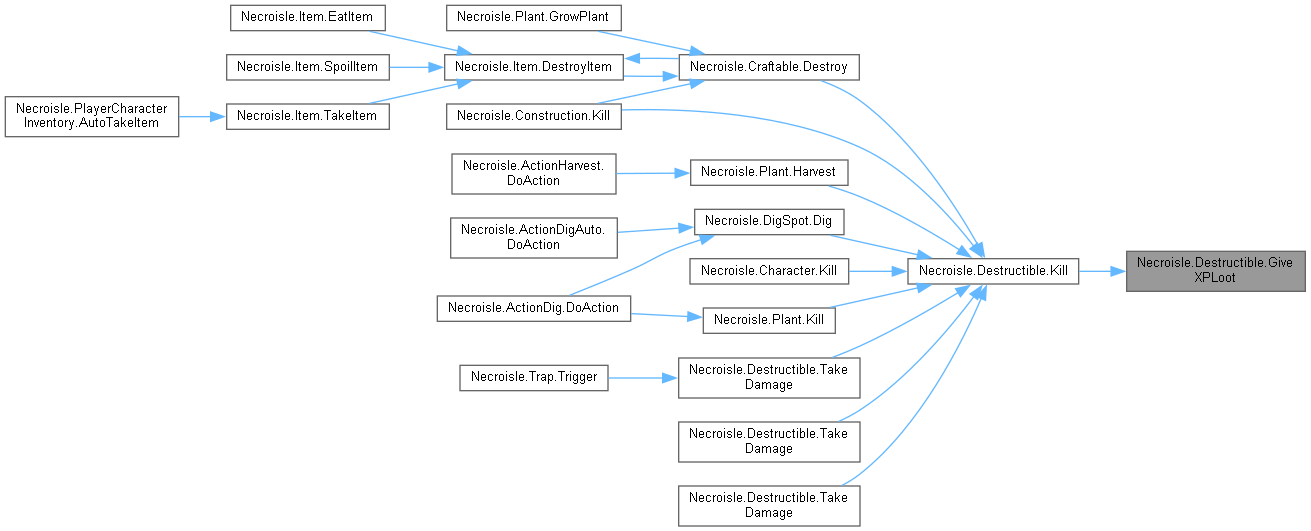 Necroisle.Item.EatItem
Necroisle.Plant.GrowPlant
Necroisle.Item.SpoilItem
Necroisle.Item.DestroyItem
Necroisle.Craftable.Destroy
Necroisle.PlayerCharacter
Inventory.AutoTakeItem
Necroisle.Item.TakeItem
Necroisle.Construction.Kill
Necroisle.ActionHarvest.
DoAction
Necroisle.Plant.Harvest
Necroisle.ActionDigAuto.
DoAction
Necroisle.DigSpot.Dig
Necroisle.Character.Kill
Necroisle.Destructible.Kill
Necroisle.Destructible.Give
XPLoot
Necroisle.ActionDig.DoAction
Necroisle.Plant.Kill
Necroisle.Trap.Trigger
Necroisle.Destructible.Take
Damage
Necroisle.Destructible.Take
Damage
Necroisle.Destructible.Take
Damage